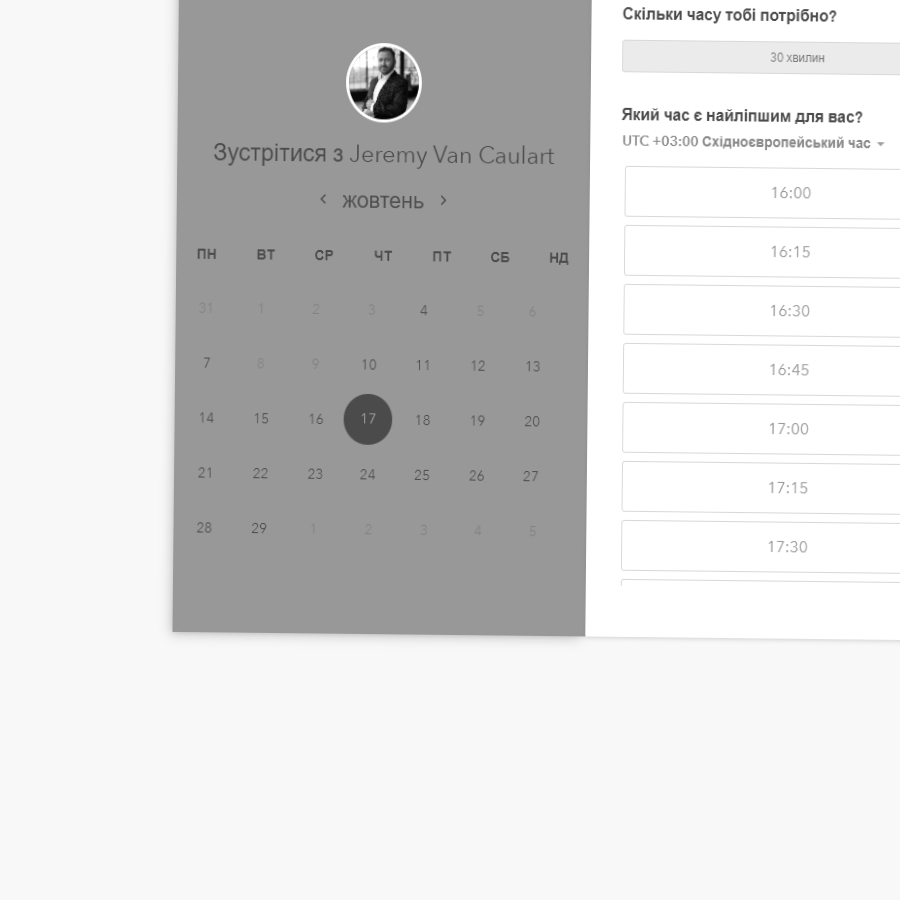 Зустрітися з Jeremy Van Caulart
жовтень
ПН ВТ СР ЧТ ПТ СБ НД
31 1 2 3 4 5 6
7 8 9 10 11 12 13
14 15 16 17 18 19 20
21 22 23 24 25 26 27
28 29 1 2 3 4 5
Скільки часу тобі потрібно?
30 хвилин
Який час є найліпшим для вас?
UTC +03:00 Східноєвропейський час
16:00
16:15
16:30
16:45
17:00
17:15
17:30